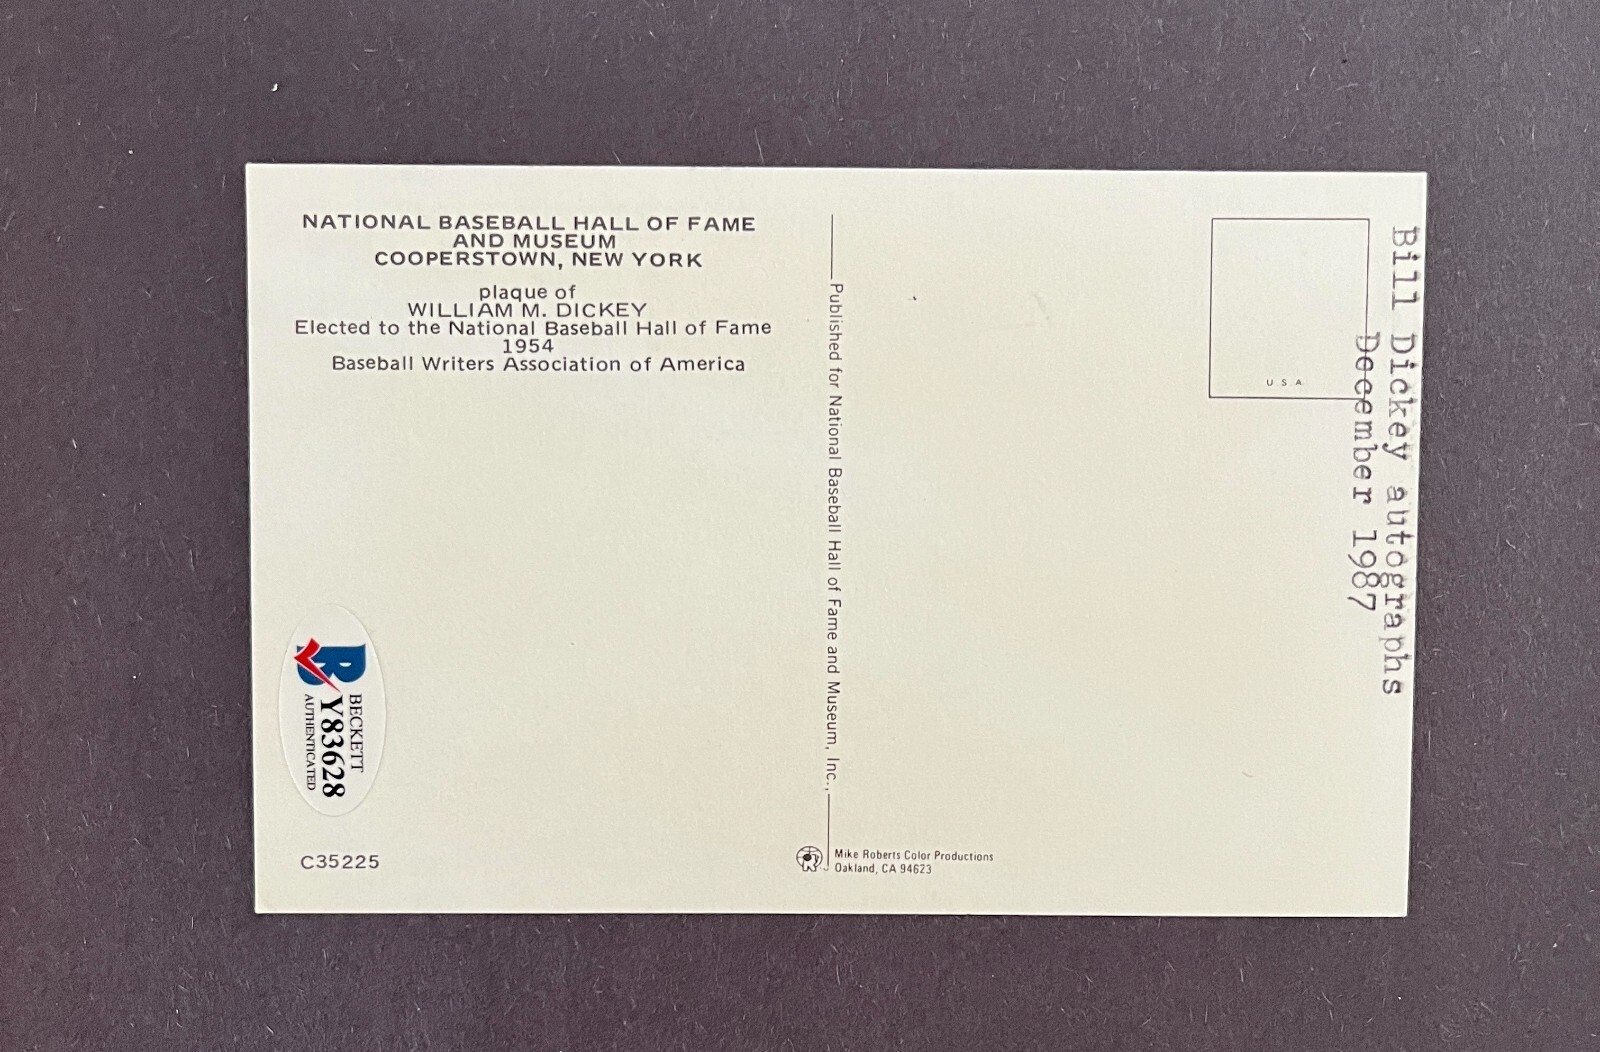 NATIONAL BASEBALL HALL OF FAME
AND MUSEUM
COOPERSTOWN, NEW YORK
plaque of
WILLIAM M. DICKEY
Elected to the National Baseball Hall of Fame
1954
Baseball Writers Association of America
BECKETT
Y83628
AUTHENTICATED
C35225
Published for National Baseball Hall of Fame and Museum, Inc.,
Mike Roberts Color Productions
Oakland, CA 94623
U S A
Bill Dickey autographs
December 1987